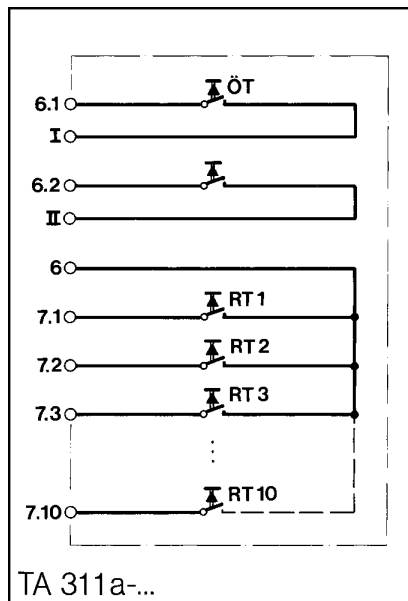 6.1 ÖT
I
6.2
II
6
7.1 RT 1
7.2 RT 2
7.3 RT 3
7.10 RT 10
TA 311a-...